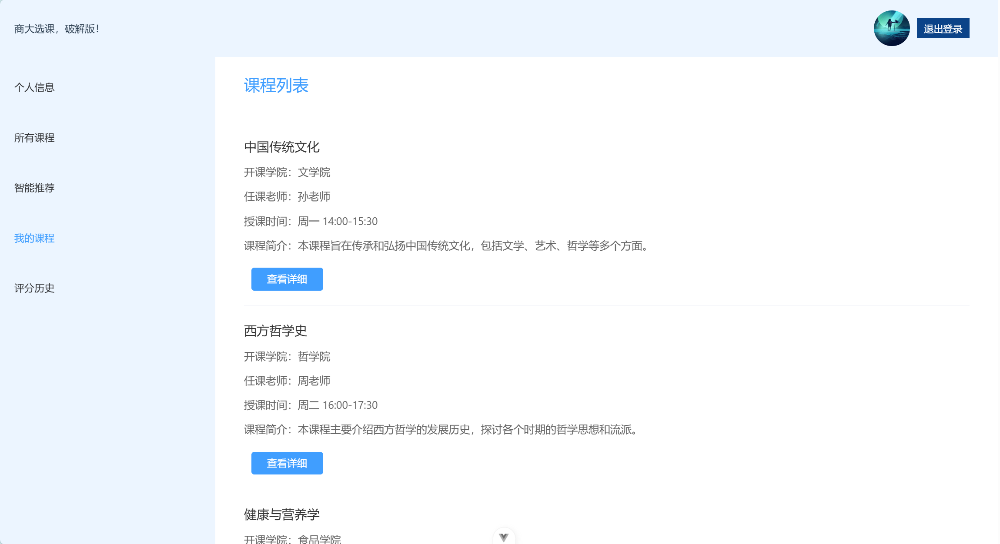 商大选课，破解版！
退出登录
个人信息
所有课程
智能推荐
我的课程
评分历史
课程列表
中国传统文化
开课学院：文学院
任课老师：孙老师
授课时间：周一 14:00-15:30
课程简介：本课程旨在传承和弘扬中国传统文化，包括文学、艺术、哲学等多个方面。
查看详细
西方哲学史
开课学院：哲学院
任课老师：周老师
授课时间：周二 16:00-17:30
课程简介：本课程主要介绍西方哲学的发展历史，探讨各个时期的哲学思想和流派。
查看详细
健康与营养学
开课学院：食品学院